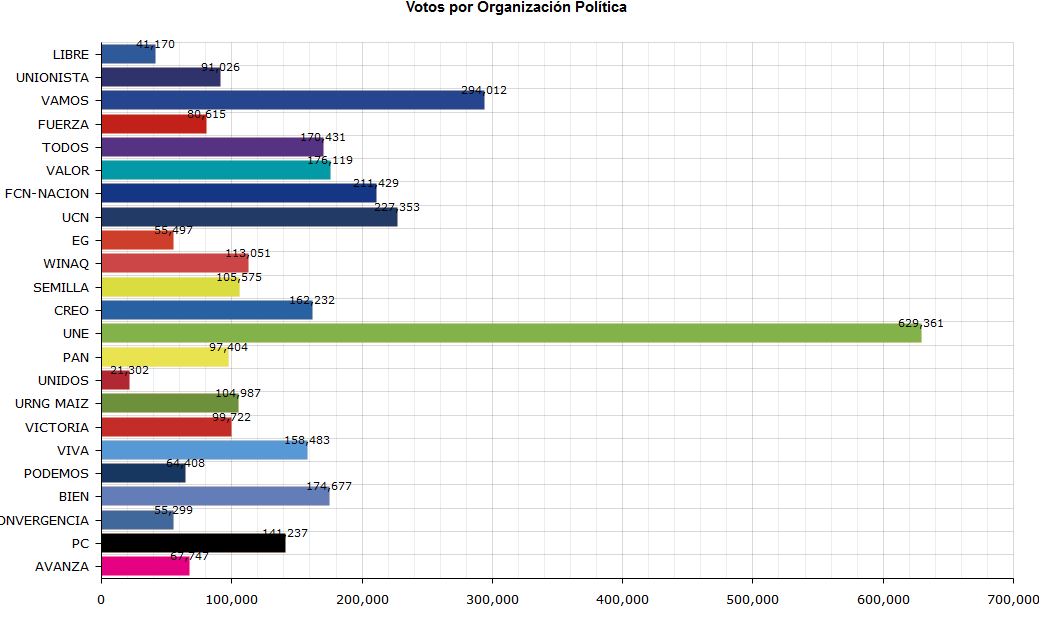 Votos por Organización Política
LIBRE 41,170
UNIONISTA 91,026
VAMOS 294,012
FUERZA 80,615
TODOS 170,431
VALOR 176,119
FCN-NACION 211,429
UCN 227,353
EG 55,497
WINAQ 113,051
SEMILLA 105,575
CREO 162,232
UNE 629,361
PAN 97,404
UNIDOS 21,302
URNG MAIZ 104,987
VICTORIA 99,722
VIVA 158,483
PODEMOS 64,408
BIEN 174,677
ONVERGENCIA 55,299
PC 141,237
AVANZA 67,747
0 100,000 200,000 300,000 400,000 500,000 600,000 700,000